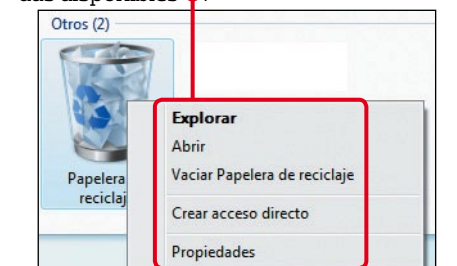 Otros (2)
Explorar
Abrir
Vaciar Papelera de reciclaje
Papelera
reciclaj
Crear acceso directo
Propiedades